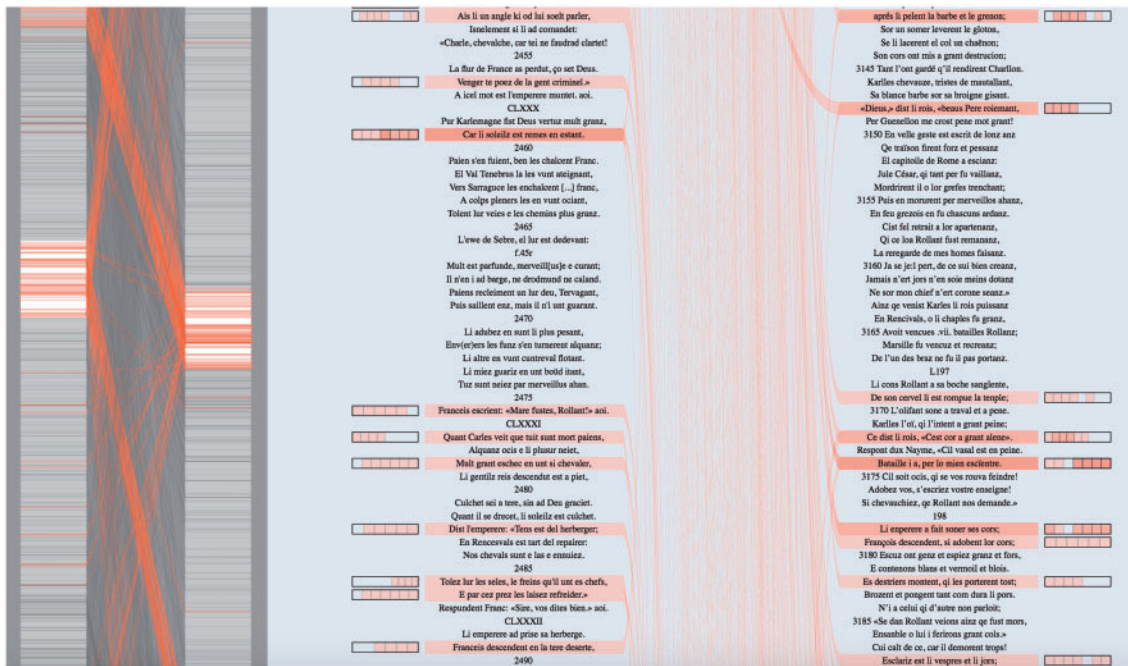 Ais li un angle ki od lui soelt parler,
Isnelement si li ad comandet:
«Charle, chevalche, car tei ne faudrad clartet!
2455
La flur de France as perdut, ço set Deus.
Venger te poez de la gent criminel.»
A icel mot est l'emperere muntet. aoi.
CLXXX
Pur Karlemagne fist Deus vertuz mult granz,
Car li soleilz est remes en estant.
2460
Paien s'en fuient, ben les chalcent Franc.
El Val Tenebrus la les vunt ateignant,
Vers Sarraguce les enchalcent [...] franc,
A colps pleners les en vunt ociant,
Tolent lur veies e les chemins plus granz.
2465
L'ewe de Sebre, el lur est dedevant:
f.45r
Mult est parfunde, merveill[us]e e curant;
Il n'en i ad barge, ne drodmund ne caland.
Paiens recleiment un lur deu, Tervagant,
Puis saillent enz, mais il n'i unt guarant.
2470
Li adubez en sunt li plus pesant,
Env(er)ers les funz s'en turnerent alquanz;
Li altre en vunt cuntreval flotant.
Li miez guariz en unt boüd itant,
Tuz sunt neiez par merveillus ahan.
2475
Franceis escrient: «Mare fustes, Rollant!» aoi.
CLXXXI
Quant Carles veit que tuit sunt mort paiens,
Alquanz ocis e li plusur neiet,
Mult grant eschec en unt si chevaler,
Li gentilz reis descendut est a piet,
2480
Culchet sei a tere, sin ad Deu graciet.
Quant il se drecet, li soleilz est culchet.
Dist l'emperere: «Tens est del herberger;
En Rencesvals est tart del repairer:
Nos chevals sunt e las e ennuiez.
2485
Tolez lur les seles, le freins qu'il unt es chefs,
E par cez prez les laisez refreider.»
Respundent Franc: «Sire, vos dites bien.» aoi.
CLXXXII
Li emperere ad prise sa herberge.
Franceis descendent en la tere deserte,
2490
aprés li pelent la barbe et le grenon;
Sor un somer leverent le gloton,
Se li lacerent el col un chaênon;
Son cors ont mis a grant destrucion;
3145 Tant l'ont gardé q'il rendirent Charllon.
Karlles chevauze, tristes de mautallant,
Sa blance barbe sor sa broigne gisant.
«Dieus,» dist li rois, «beaus Pere roiemant,
Per Guenellon me crost pene mot grant!
3150 En velle geste est escrit de lonz anz
Qe traïson firent forz et pessanz
El capitoille de Rome a escianz:
Jule César, qi tant per fu vaillanz,
Mordrirent il o lor grefes trenchant;
3155 Puis en morurent per merveillos ahanz,
En feu grezois en fu chascuns ardanz.
Cist fel retrait a lor apartenanz,
Qi ce loa Rollant fust remananz,
La reregarde de mes homes faisanz.
3160 Ja se je:l pert, de ce sui bien creanz,
Jamais n'ert jors n'en soie meins dotanz
Ne sor mon chief n'ert corone seanz.»
Ainz qe venist Karles li rois puissanz
En Rencivals, o li chaples fu granz,
3165 Avoit vencues .vii. batailles Rollanz;
Marsille fu vencuz et recreanz;
De l'un des braz ne fu il pas portanz.
L197
Li cons Rollant a sa boche sanglente,
De son cervel li est rompue la tenple;
3170 L'olifant sone a traval et a pene.
Karlles l'oï, qi l'intent a grant peine;
Ce dist li rois, «Cest cor a grant alene».
Respont dux Nayme, «Cil vasal est en peine.
Bataille i a, per lo mien escïentre.
3175 Cil soit ocis, qi se vos rouva feindre!
Adobez vos, s'escriez vostre enseigne!
Si chevauchiez, qe Rollant nos demande.»
198
Li enperere a fait soner ses cors;
François descendent, si adobent lor cors;
3180 Escuz ont genz et espiez granz et fors,
E contenons blans et vermoil et blois.
Es destriers montent, qi les porterent tost;
Brozent et pongent tant com dura li pors.
N'i a celui qi d'autre non parloit;
3185 «Se dan Rollant veions ainz qe fust mors,
Ensanble o lui i ferirons grant cols.»
Cui calt de ce, car il demorent trops!
Esclariz est li vespres et li jors;